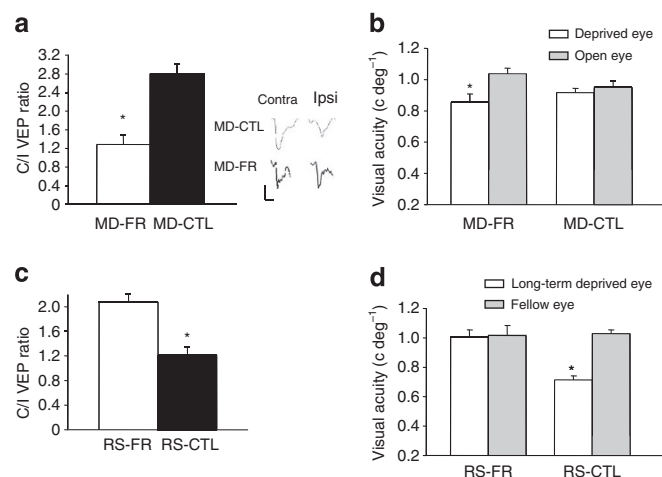 a
C/I VEP ratio
3.2
2.8
2.4
2.0
1.6
1.2
0.8
0.4
0
*
MD-FR MD-CTL
Contra Ipsi
MD-CTL
MD-FR
b
Deprived eye
Open eye
Visual acuity (c deg⁻¹)
1.2
1.0
0.8
0.6
0.4
0.2
*
MD-FR MD-CTL
c
C/I VEP ratio
2.0
1.6
1.2
0.8
0.4
0
*
RS-FR RS-CTL
d
Long-term deprived eye
Fellow eye
Visual acuity (c deg⁻¹)
1.2
1.0
0.8
0.6
0.4
0.2
*
RS-FR RS-CTL